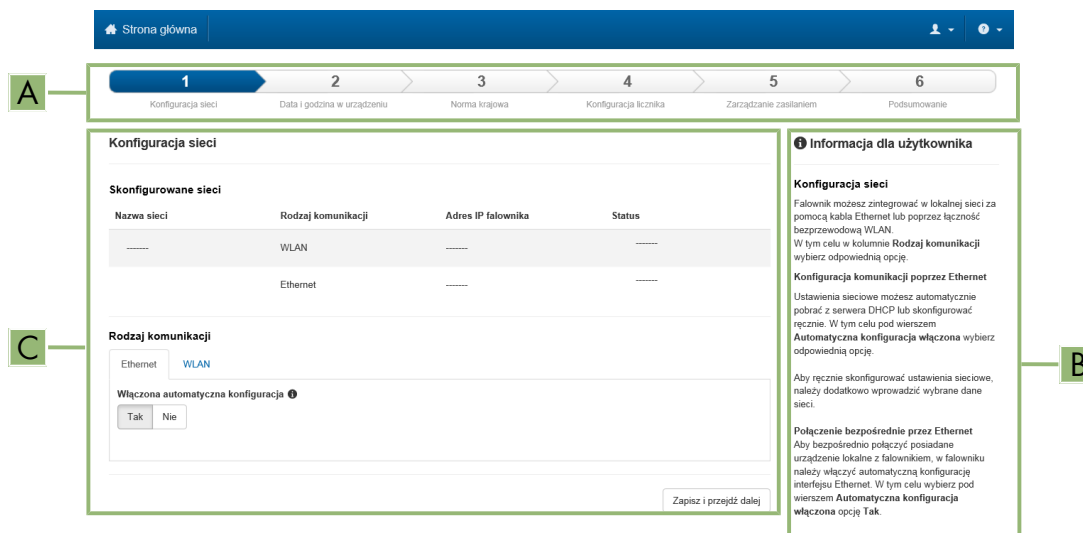 Strona główna
A
1 2 3 4 5 6
Konfiguracja sieci Data i godzina w urządzeniu Norma krajowa Konfiguracja licznika Zarządzanie zasilaniem Podsumowanie
Konfiguracja sieci
Skonfigurowane sieci
Nazwa sieci Rodzaj komunikacji Adres IP falownika Status
------- WLAN ------- -------
Ethernet ------- -------
C
Rodzaj komunikacji
Ethernet WLAN
Włączona automatyczna konfiguracja
Tak Nie
Zapisz i przejdź dalej
Informacja dla użytkownika
Konfiguracja sieci
Falownik możesz zintegrować w lokalnej sieci za
pomocą kabla Ethernet lub poprzez łączność
bezprzewodową WLAN.
W tym celu w kolumnie Rodzaj komunikacji
wybierz odpowiednią opcję.
Konfiguracja komunikacji poprzez Ethernet
Ustawienia sieciowe możesz automatycznie
pobrać z serwera DHCP lub skonfigurować
ręcznie. W tym celu pod wierszem
Automatyczna konfiguracja włączona wybierz
odpowiednią opcję.
Aby ręcznie skonfigurować ustawienia sieciowe,
należy dodatkowo wprowadzić wybrane dane
sieci.
Połączenie bezpośrednie przez Ethernet
Aby bezpośrednio połączyć posiadane
urządzenie lokalne z falownikiem, w falowniku
należy włączyć automatyczną konfigurację
interfejsu Ethernet. W tym celu wybierz pod
wierszem Automatyczna konfiguracja
włączona opcję Tak.
B